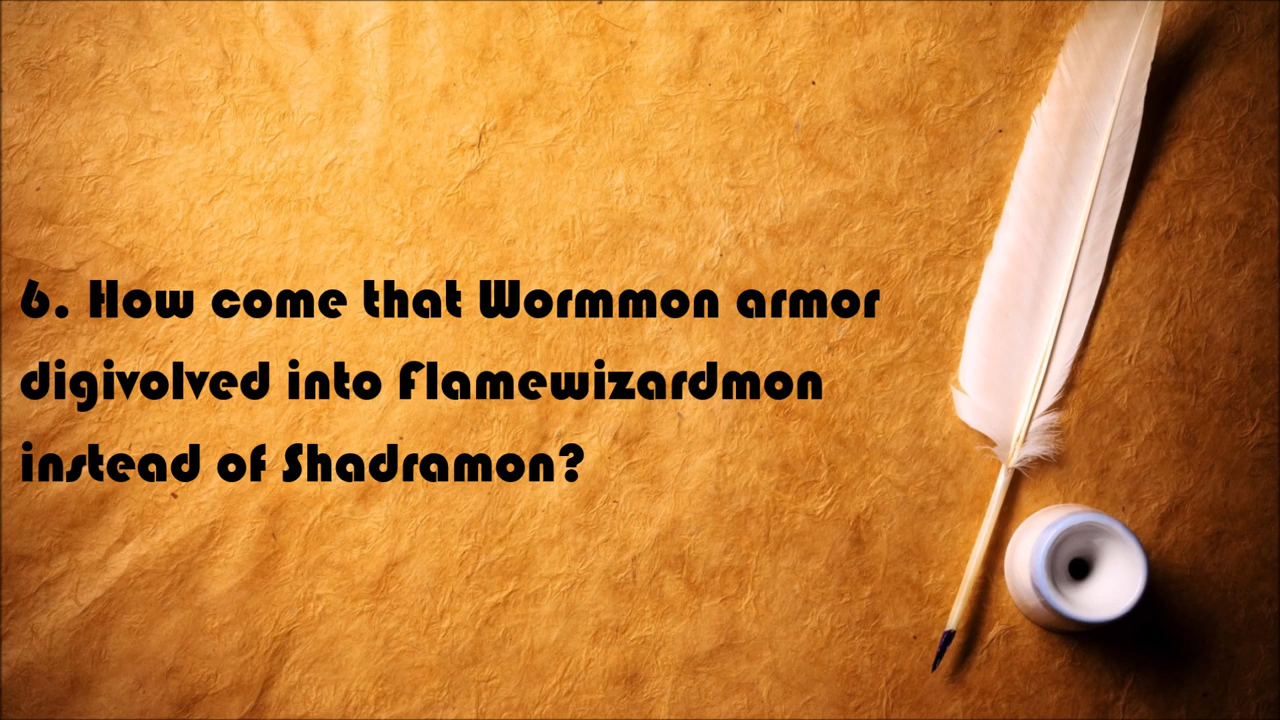 6. How come that Wormmon armor
digivolved into Flamewizardmon
instead of Shadramon?